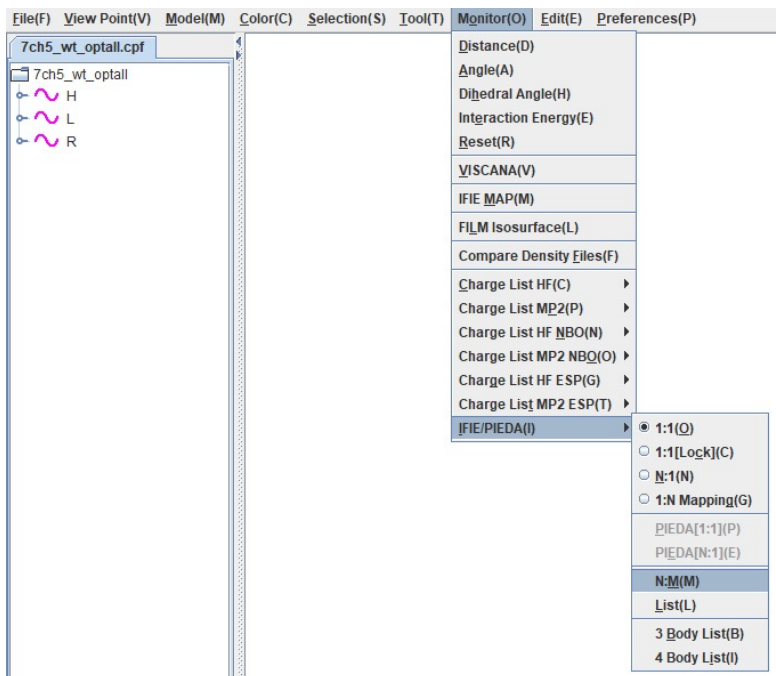 File(F) View Point(V) Model(M) Color(C) Selection(S) Tool(T) Monitor(O) Edit(E) Preferences(P)
7ch5_wt_optall.cpf
7ch5_wt_optall
H
L
R
Distance(D)
Angle(A)
Dihedral Angle(H)
Interaction Energy(E)
Reset(R)
VISCANA(V)
IFIE MAP(M)
FILM Isosurface(L)
Compare Density Files(F)
Charge List HF(C)
Charge List MP2(P)
Charge List HF NBO(N)
Charge List MP2 NBO(O)
Charge List HF ESP(G)
Charge List MP2 ESP(T)
IFIE/PIEDA(I)
1:1(O)
1:1[Lock](C)
N:1(N)
1:N Mapping(G)
PIEDA[1:1](P)
PIEDA[N:1](E)
N:M(M)
List(L)
3 Body List(B)
4 Body List(I)